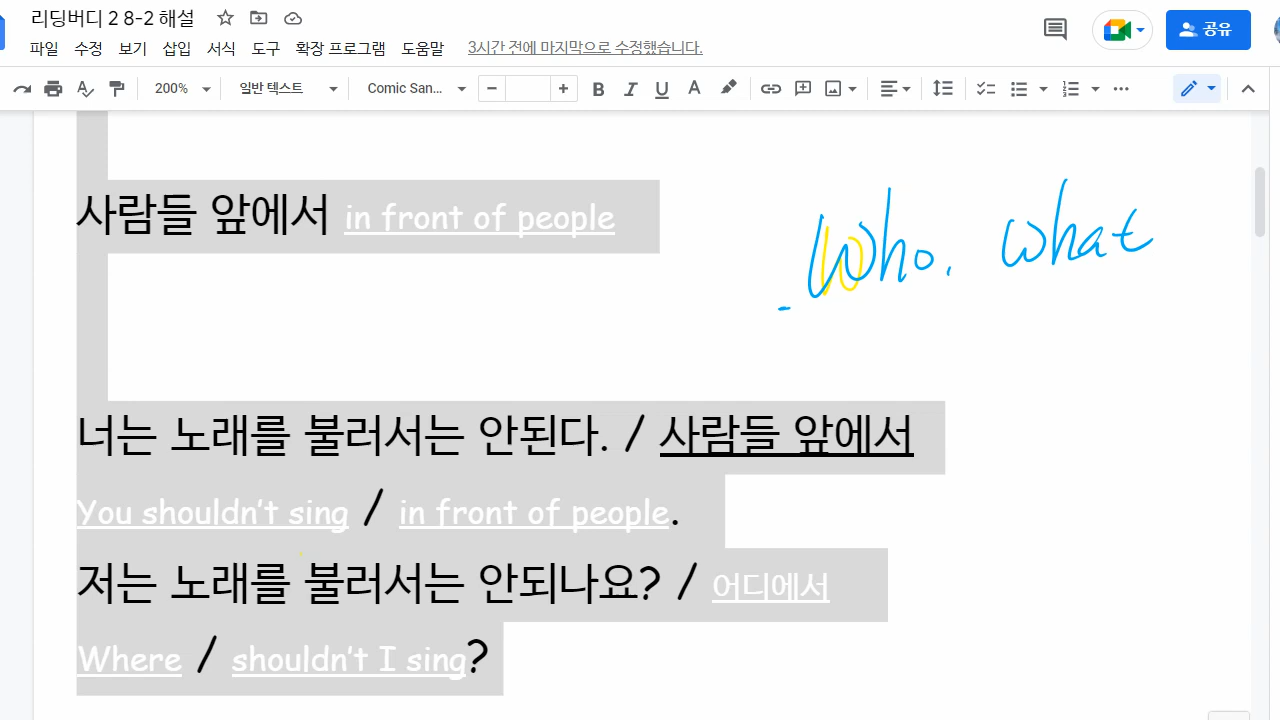 리딩버디 2 8-2 해설
파일 수정 보기 삽입 서식 도구 확장 프로그램 도움말 3시간 전에 마지막으로 수정했습니다.
공유
200% 일반 텍스트 Comic San... − + B I U A
사람들 앞에서 in front of people
Who. what
너는 노래를 불러서는 안된다. / 사람들 앞에서
You shouldn't sing / in front of people.
저는 노래를 불러서는 안되나요? / 어디에서
Where / shouldn't I sing?